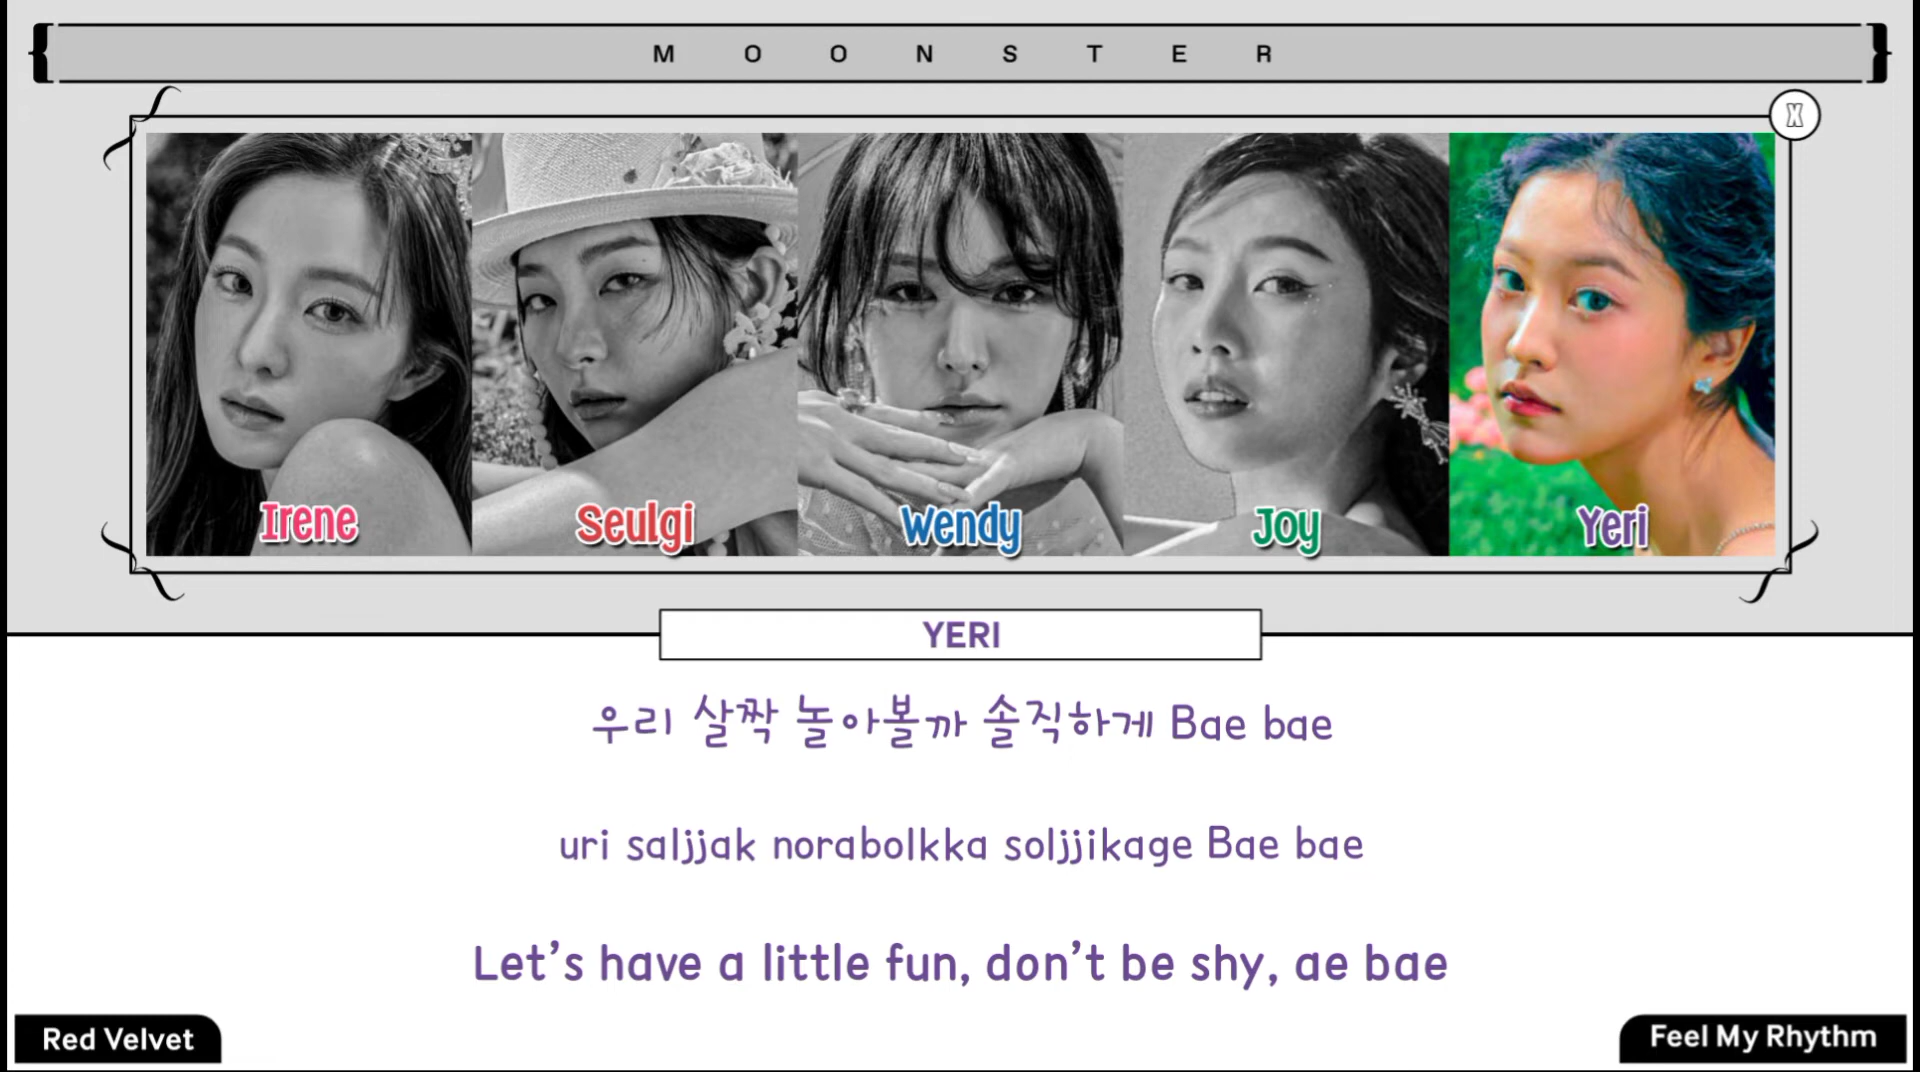 M O O N S T E R
X
Irene
Seulgi
Wendy
Joy
Yeri
YERI
우리 살짝 놀아볼까 솔직하게 Bae bae
uri saljjak norabolkka soljjikage Bae bae
Let's have a little fun, don't be shy, ae bae
Red Velvet
Feel My Rhythm